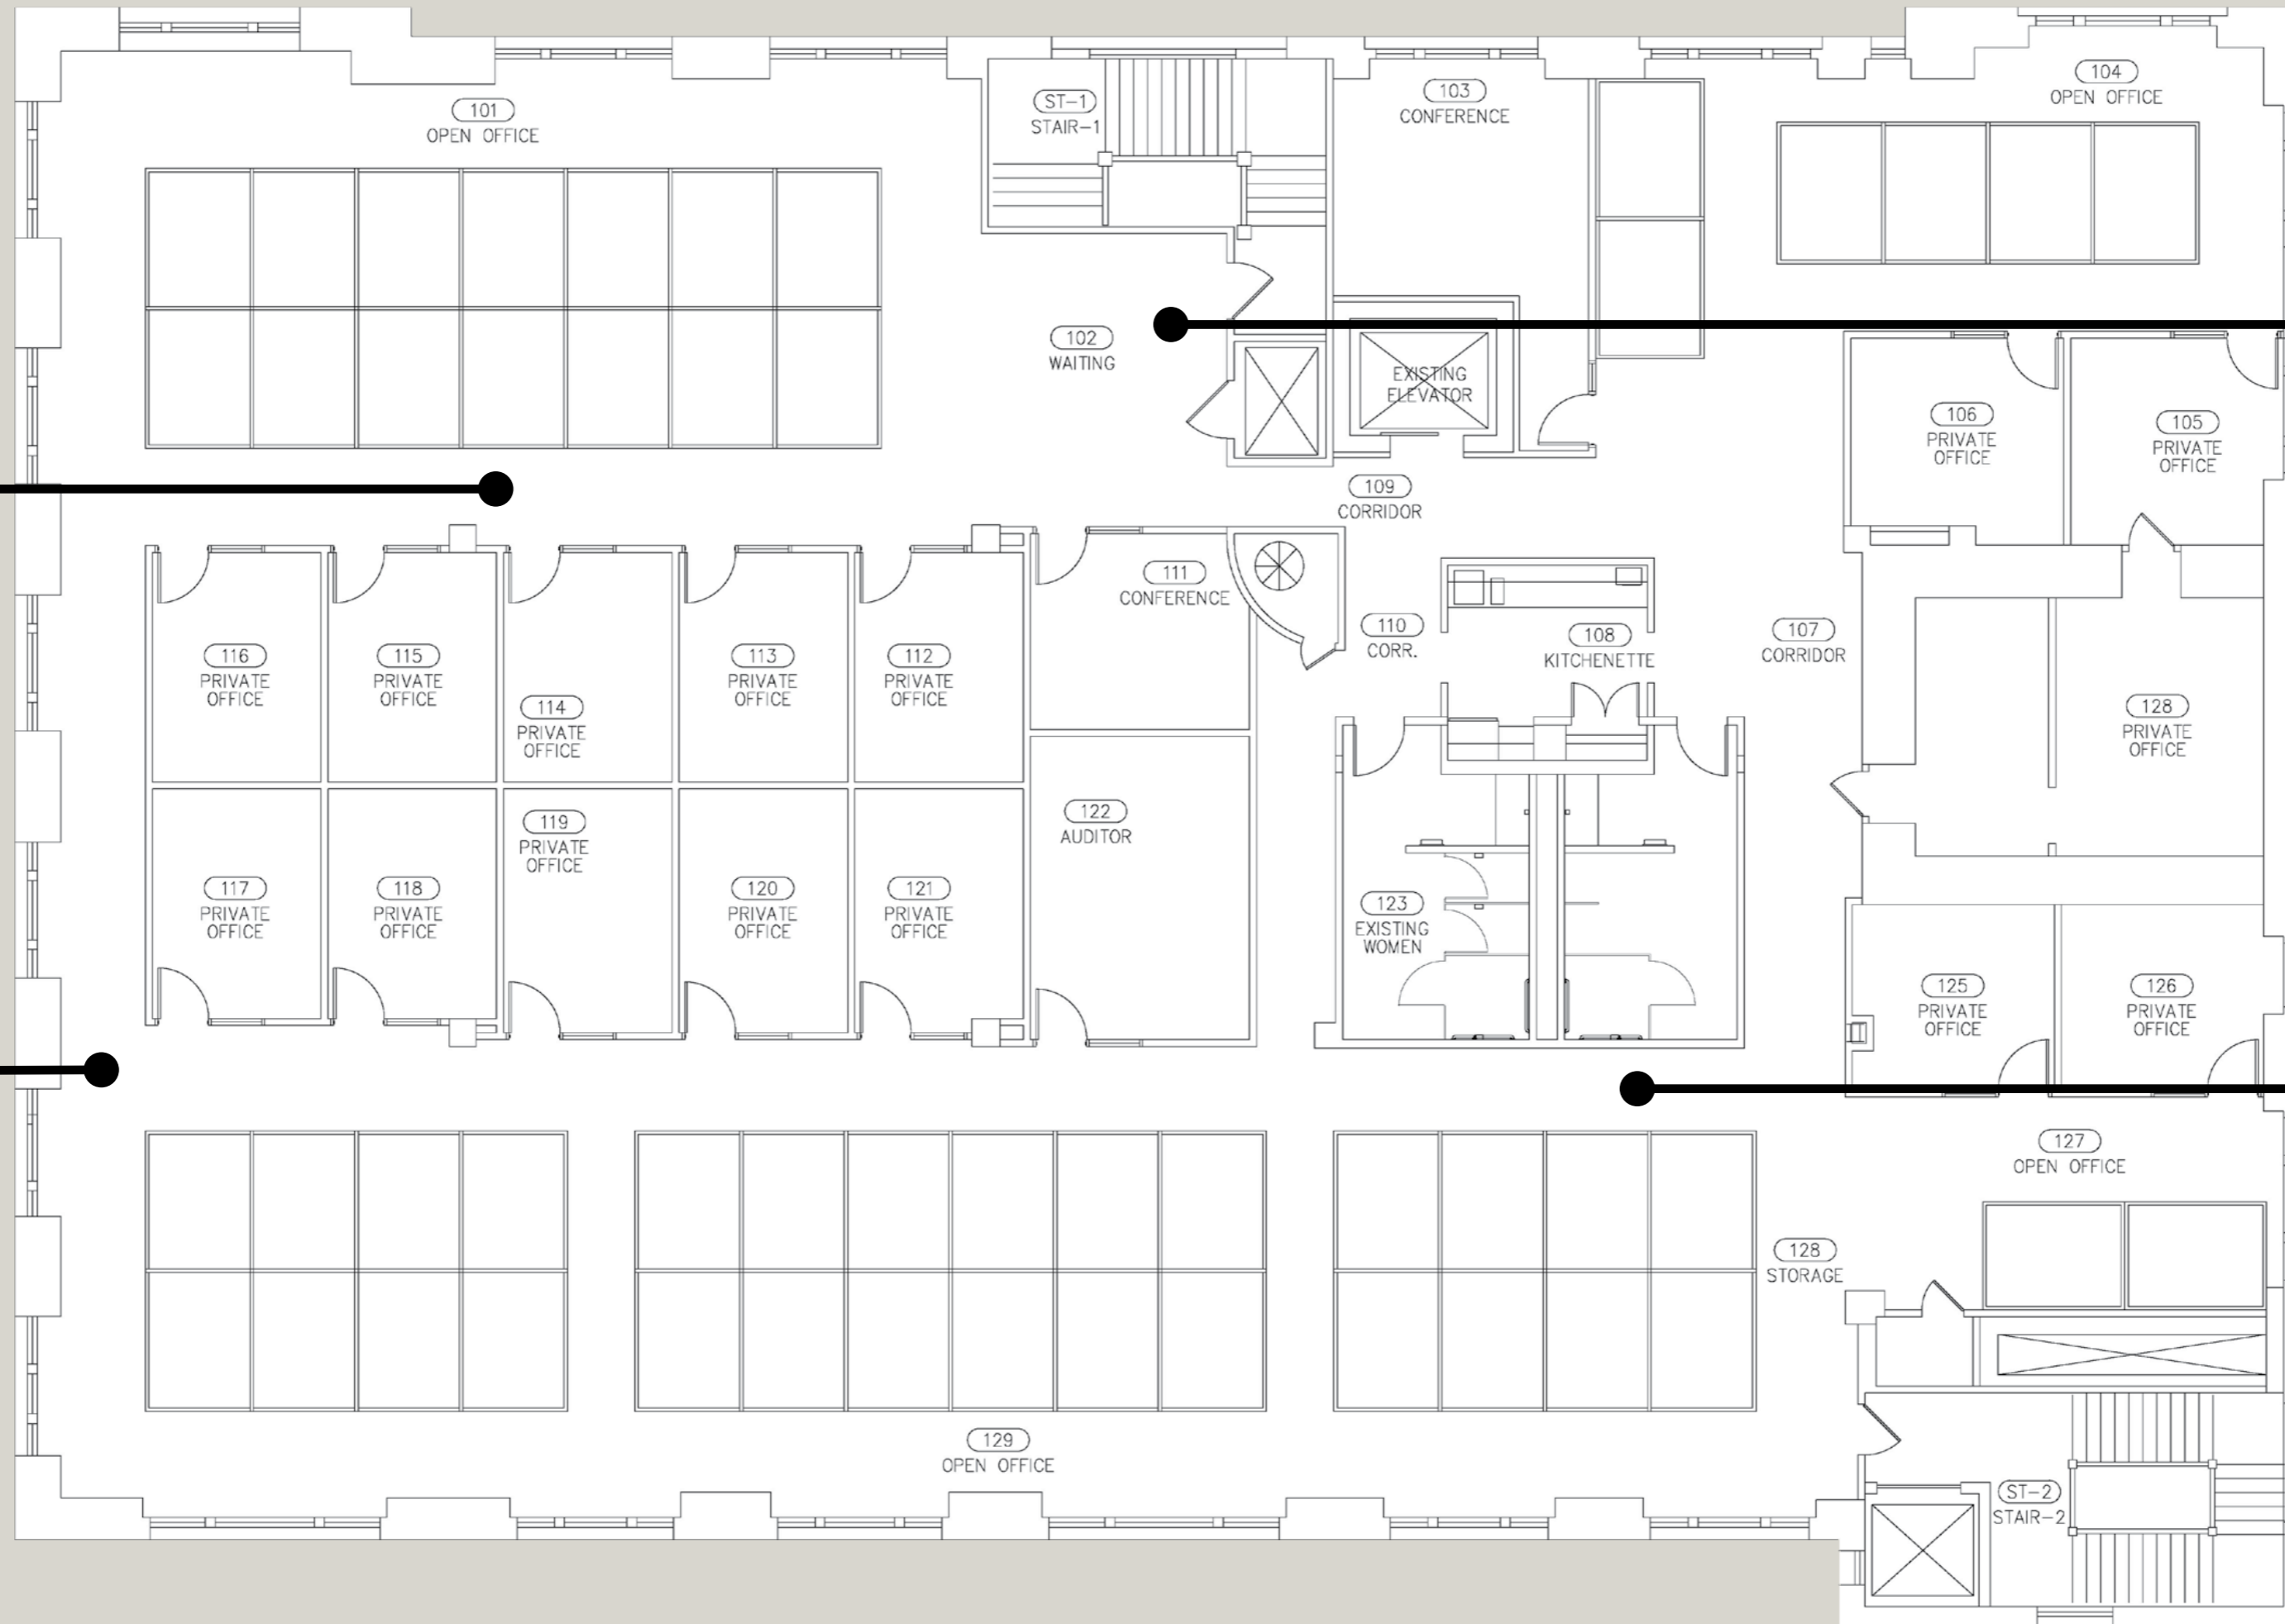 101
OPEN OFFICE
ST-1
STAIR-1
103
CONFERENCE
104
OPEN OFFICE
102
WAITING
EXISTING
ELEVATOR
106
PRIVATE
OFFICE
105
PRIVATE
OFFICE
109
CORRIDOR
111
CONFERENCE
110
CORR.
108
KITCHENETTE
107
CORRIDOR
116
PRIVATE
OFFICE
115
PRIVATE
OFFICE
114
PRIVATE
OFFICE
113
PRIVATE
OFFICE
112
PRIVATE
OFFICE
128
PRIVATE
OFFICE
117
PRIVATE
OFFICE
118
PRIVATE
OFFICE
119
PRIVATE
OFFICE
120
PRIVATE
OFFICE
121
PRIVATE
OFFICE
122
AUDITOR
123
EXISTING
WOMEN
125
PRIVATE
OFFICE
126
PRIVATE
OFFICE
127
OPEN OFFICE
128
STORAGE
129
OPEN OFFICE
ST-2
STAIR-2